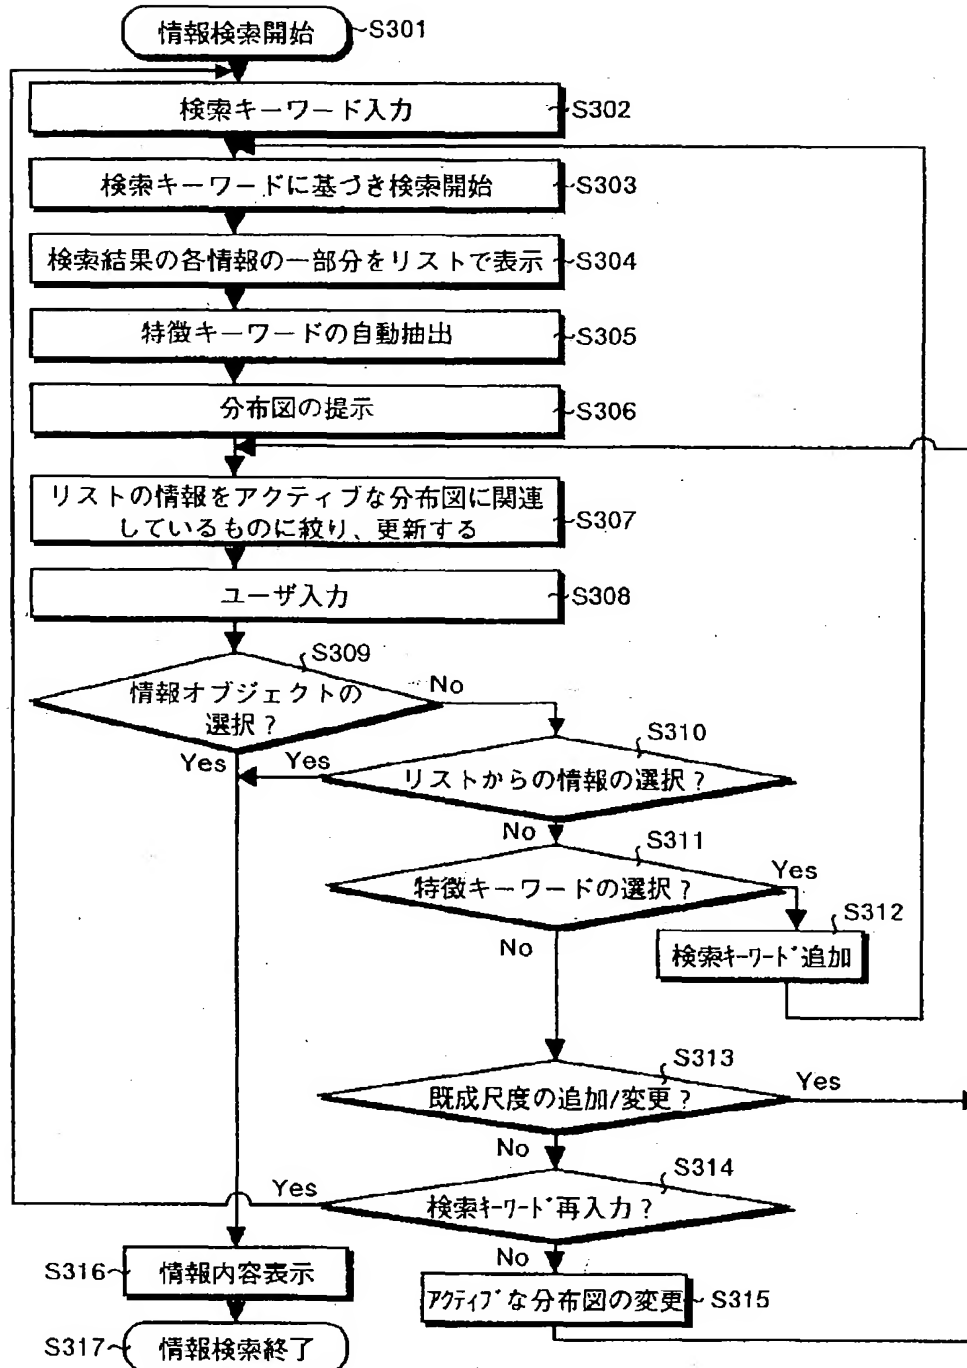 情報検索開始 S301
検索キーワード入力 S302
検索キーワードに基づき検索開始 S303
検索結果の各情報の一部分をリストで表示 S304
特徴キーワードの自動抽出 S305
分布図の提示 S306
リストの情報をアクティブな分布図に関連
しているものに絞り、更新する S307
ユーザ入力 S308
S309
情報オブジェクトの
選択?
No
Yes
S310
リストからの情報の選択?
Yes
No
S311
特徴キーワードの選択?
Yes
No
S312
検索キーワード追加
S313
既成尺度の追加/変更?
Yes
No
S314
検索キーワード再入力?
Yes
No
アクティブな分布図の変更 S315
S316 情報内容表示
S317 情報検索終了